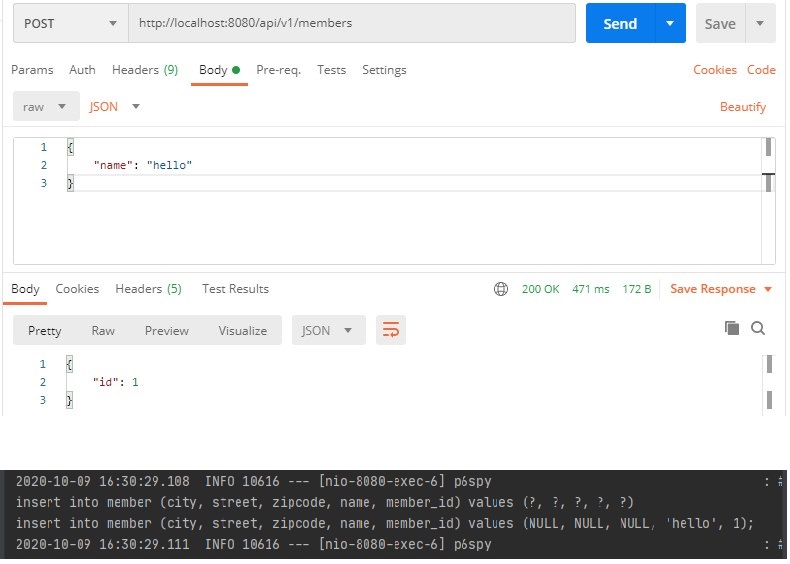 POST http://localhost:8080/api/v1/members Send Save
Params Auth Headers (9) Body Pre-req. Tests Settings Cookies Code
raw JSON Beautify
1 {
2 "name": "hello"
3 }
Body Cookies Headers (5) Test Results 200 OK 471 ms 172 B Save Response
Pretty Raw Preview Visualize JSON
1 {
2 "id": 1
3 }
2020-10-09 16:30:29.108 INFO 10616 --- [nio-8080-exec-6] p6spy : #
insert into member (city, street, zipcode, name, member_id) values (?, ?, ?, ?, ?)
insert into member (city, street, zipcode, name, member_id) values (NULL, NULL, NULL, 'hello', 1);
2020-10-09 16:30:29.111 INFO 10616 --- [nio-8080-exec-6] p6spy : #